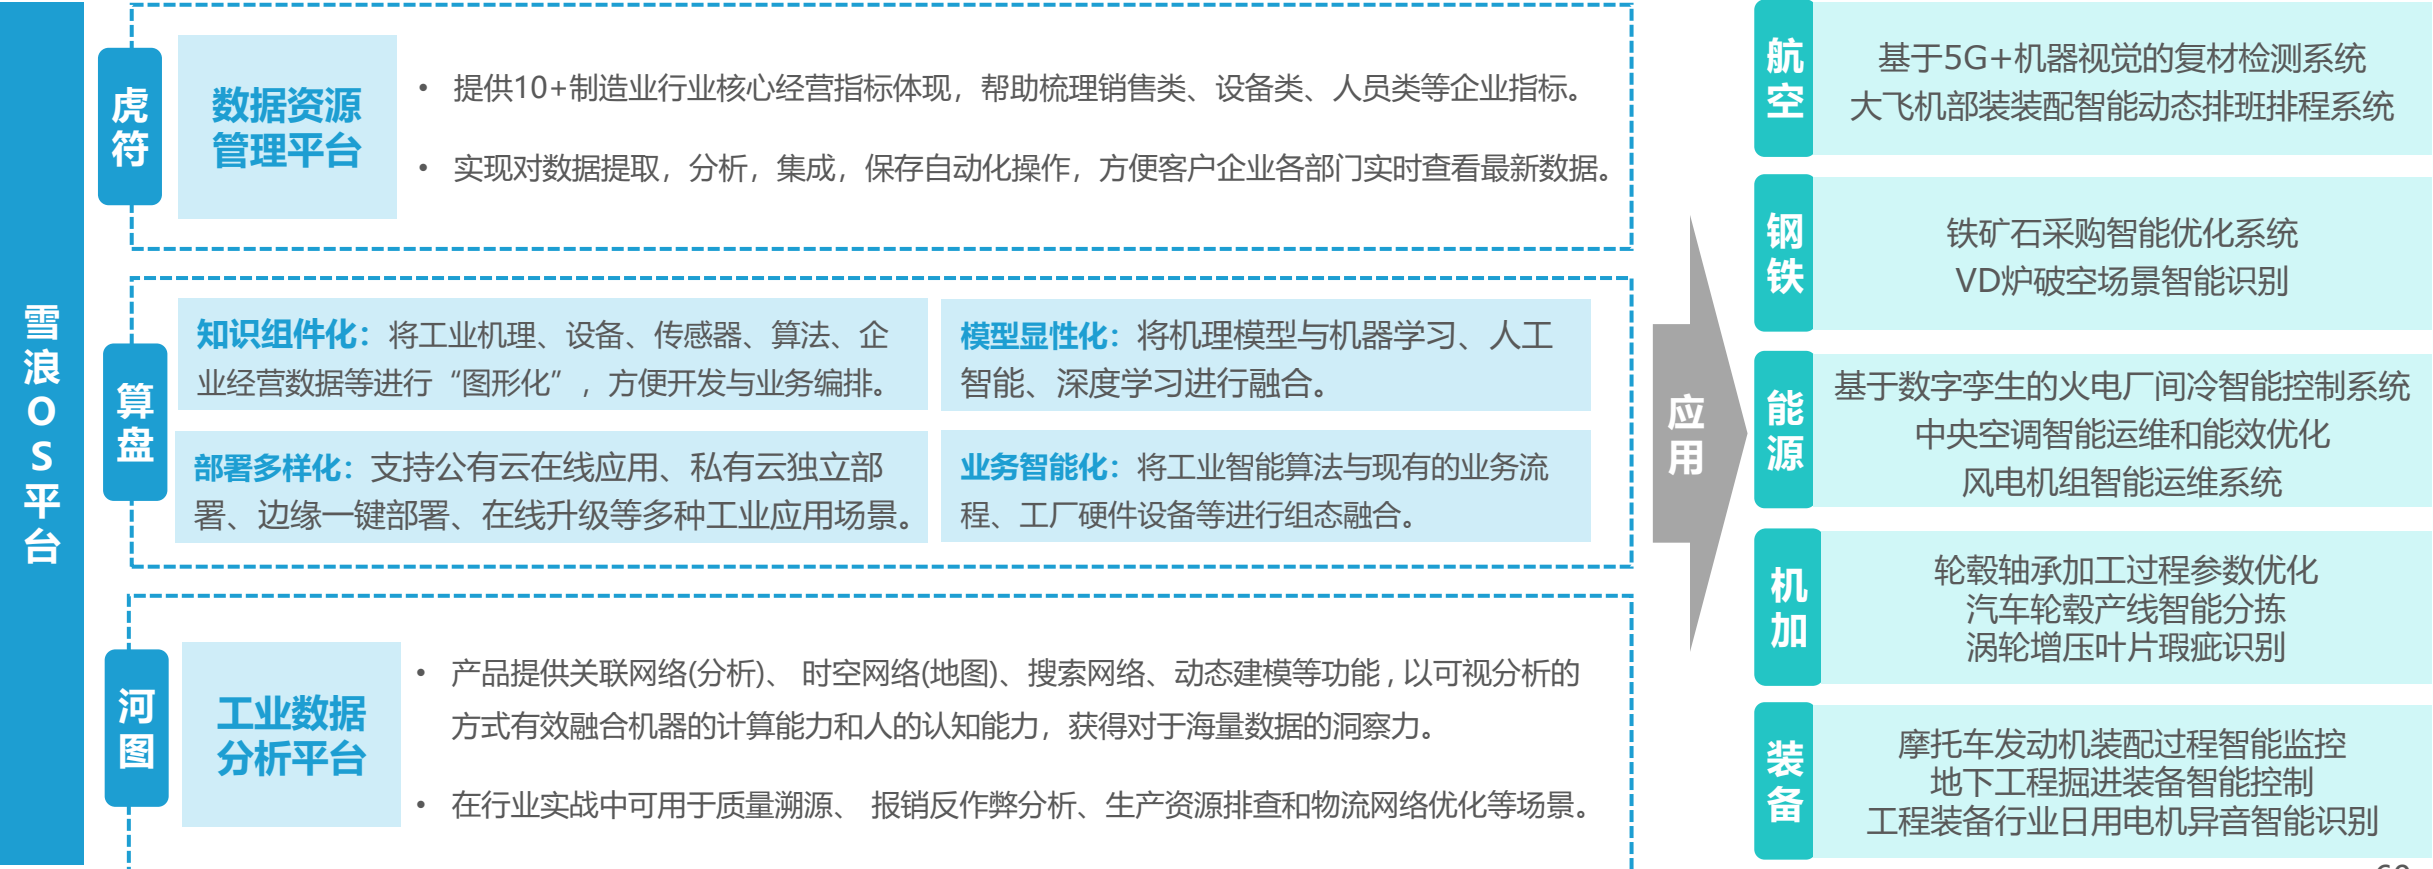 雪浪OS平台
虎符
数据资源
管理平台
• 提供10+制造业行业核心经营指标体现，帮助梳理销售类、设备类、人员类等企业指标。
• 实现对数据提取，分析，集成，保存自动化操作，方便客户企业各部门实时查看最新数据。
算盘
知识组件化：将工业机理、设备、传感器、算法、企
业经营数据等进行“图形化”，方便开发与业务编排。
模型显性化：将机理模型与机器学习、人工
智能、深度学习进行融合。
部署多样化：支持公有云在线应用、私有云独立部
署、边缘一键部署、在线升级等多种工业应用场景。
业务智能化：将工业智能算法与现有的业务流
程、工厂硬件设备等进行组态融合。
河图
工业数据
分析平台
• 产品提供关联网络(分析)、 时空网络(地图)、搜索网络、动态建模等功能 , 以可视分析的
方式有效融合机器的计算能力和人的认知能力，获得对于海量数据的洞察力。
• 在行业实战中可用于质量溯源、 报销反作弊分析、生产资源排查和物流网络优化等场景。
应用
航空
基于5G+机器视觉的复材检测系统
大飞机部装装配智能动态排班排程系统
钢铁
铁矿石采购智能优化系统
VD炉破空场景智能识别
能源
基于数字孪生的火电厂间冷智能控制系统
中央空调智能运维和能效优化
风电机组智能运维系统
机加
轮毂轴承加工过程参数优化
汽车轮毂产线智能分拣
涡轮增压叶片瑕疵识别
装备
摩托车发动机装配过程智能监控
地下工程掘进装备智能控制
工程装备行业日用电机异音智能识别